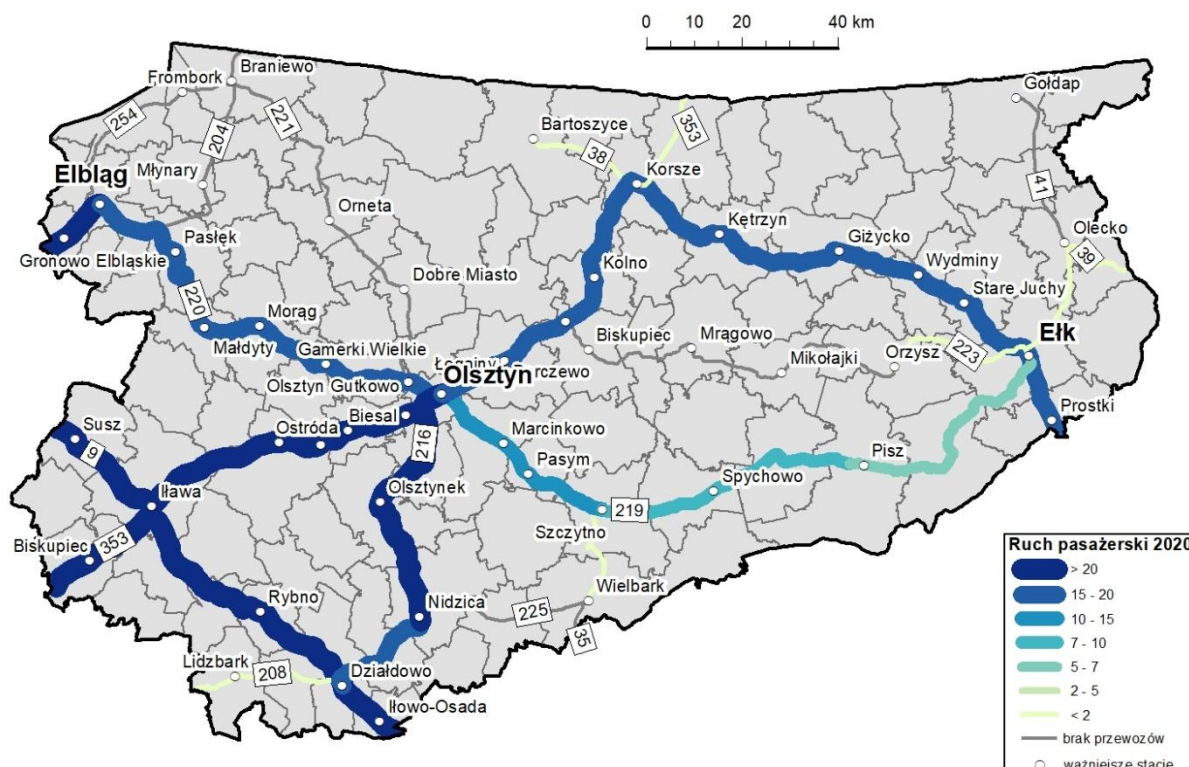 0 10 20 40 km
Braniewo
Frombork
Gołdap
254
204
221
Bartoszyce
353
38
Młynary
Korsze
Elbląg
41
Orneta
Kętrzyn
Olecko
Pasłęk
Giżycko
39
Gronowo Elbląskie
Kolno
Wydminy
Dobre Miasto
220
Stare Juchy
Morąg
Biskupiec
Mrągowo
Ełk
Małdyty
Gamerki Wielkie
Orzysz
223
Mikołajki
Olsztyn
Olsztyn Gutkowo
Biesal
Prostki
Susz
Ostróda
Marcinkowo
216
9
Pasym
Pisz
Spychowo
Iława
Olsztynek
219
353
Szczytno
Biskupiec
Wielbark
Rybno
Nidzica
225
35
Lidzbark
208
Działdowo
Iłowo-Osada
Ruch pasażerski 2020
> 20
15 - 20
10 - 15
7 - 10
5 - 7
2 - 5
< 2
brak przewozów
ważniejsze stacje